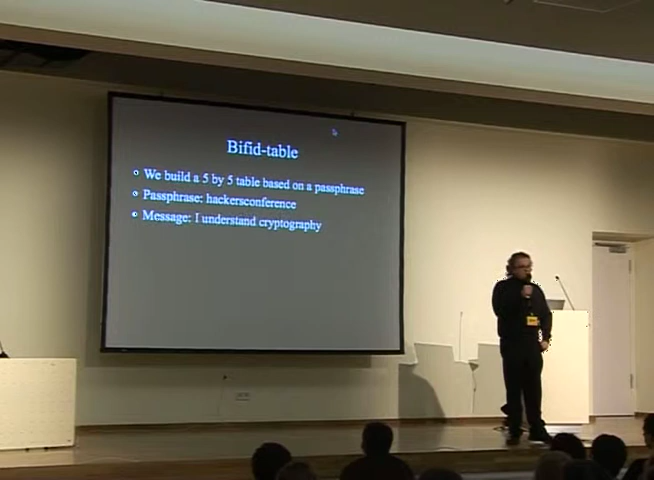 Bifid-table
We build a 5 by 5 table based on a passphrase
Passphrase: hackersconference
Message: I understand cryptography